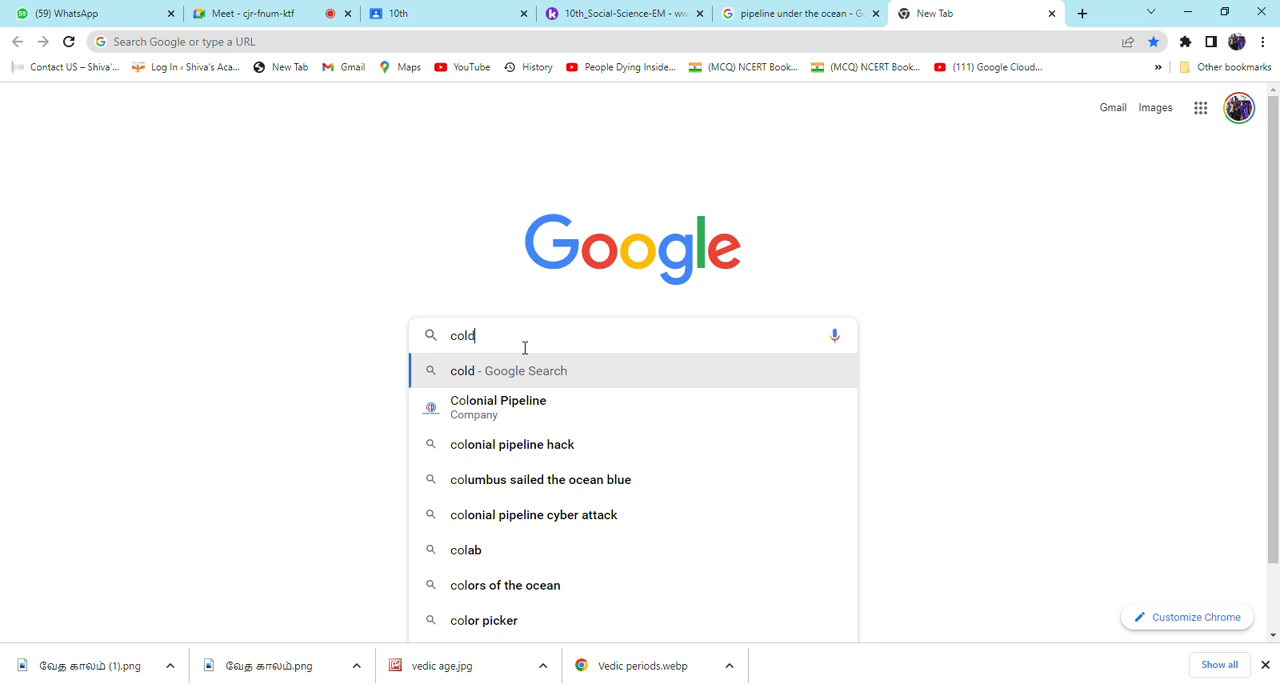 (59) WhatsApp
Meet - cjr-fnum-ktf
10th
10th_Social-Science-EM - ww
pipeline under the ocean - Go
New Tab
Search Google or type a URL
Contact US – Shiva'...
Log In ‹ Shiva's Aca...
New Tab
Gmail
Maps
YouTube
History
People Dying Inside...
(MCQ) NCERT Book...
(MCQ) NCERT Book...
(111) Google Cloud...
»
Other bookmarks
Gmail
Images
Google
cold
cold - Google Search
Colonial Pipeline
Company
colonial pipeline hack
columbus sailed the ocean blue
colonial pipeline cyber attack
colab
colors of the ocean
color picker
Customize Chrome
வேத காலம் (1).png
வேத காலம்.png
vedic age.jpg
Vedic periods.webp
Show all